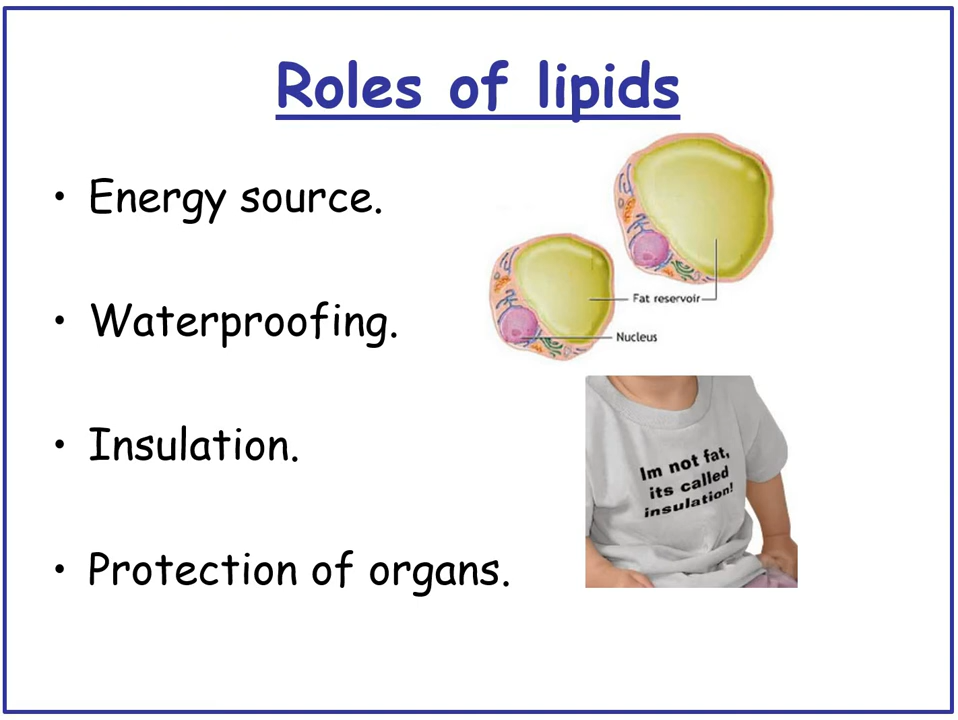 Roles of lipids
• Energy source.
• Waterproofing.
• Insulation.
• Protection of organs.
Fat reservoir
Nucleus
Im not fat,
its called
insulation!